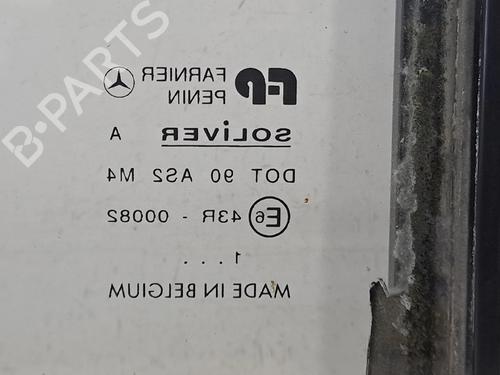 FARNIER
PENIN
SOLIVER A
DOT 90 AS2 M4
E6 43R - 00082
1 . . .
MADE IN BELGIUM
B-PARTS